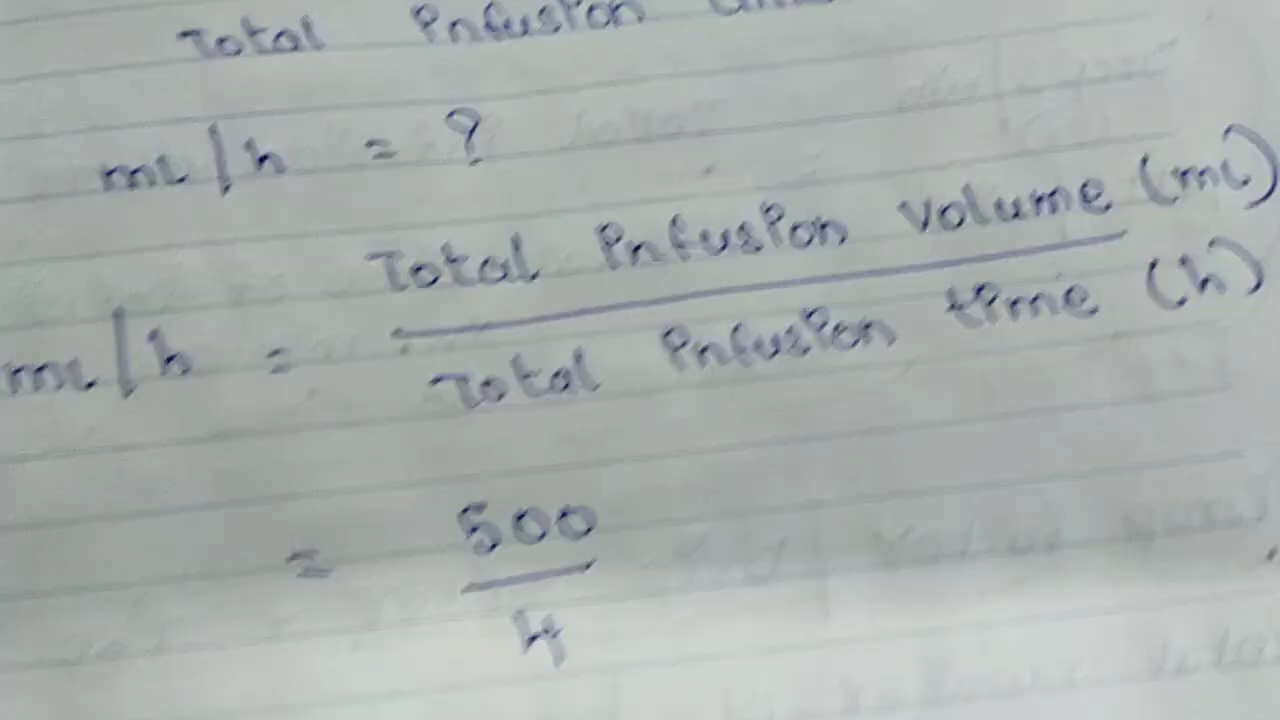 Total Infusion
mL/h = ?
mL/h = Total Infusion volume (mL)
Total Infusion time (h)
= 500
4